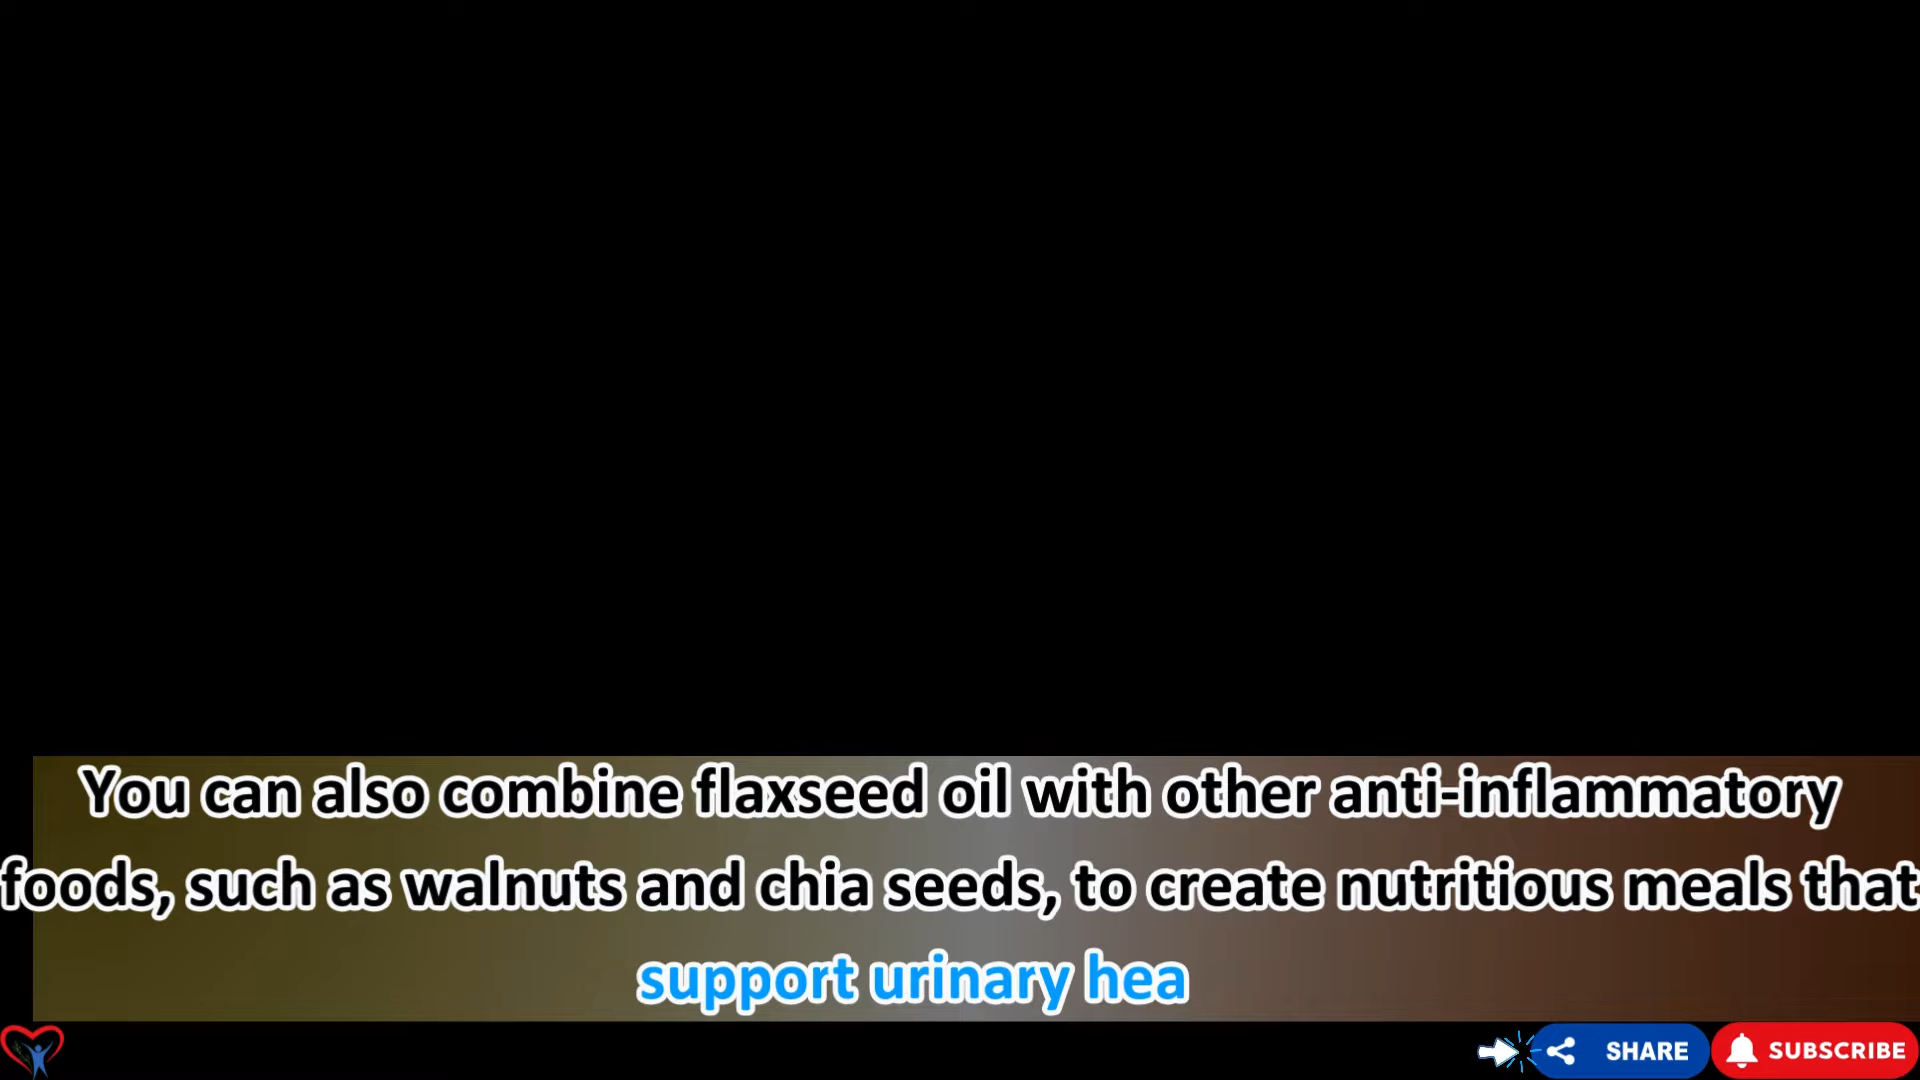 You can also combine flaxseed oil with other anti-inflammatory
foods, such as walnuts and chia seeds, to create nutritious meals that
support urinary hea
SHARE
SUBSCRIBE